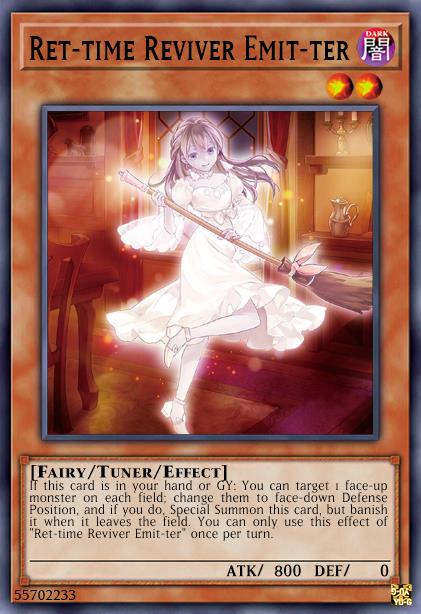 Ret-time Reviver Emit-ter
DARK
闇
[Fairy/Tuner/Effect]
If this card is in your hand or GY: You can target 1 face-up
monster on each field; change them to face-down Defense
Position, and if you do, Special Summon this card, but banish
it when it leaves the field. You can only use this effect of
"Ret-time Reviver Emit-ter" once per turn.
ATK/ 800 DEF/ 0
55702233